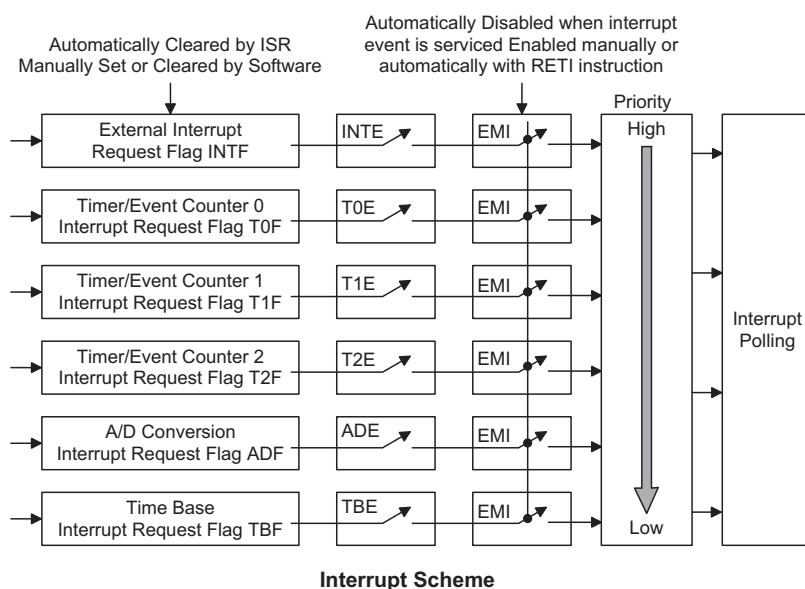 Automatically Cleared by ISR
Manually Set or Cleared by Software
Automatically Disabled when interrupt
event is serviced Enabled manually or
automatically with RETI instruction
Priority
External Interrupt
Request Flag INTF
INTE
EMI
High
Timer/Event Counter 0
Interrupt Request Flag T0F
T0E
EMI
Timer/Event Counter 1
Interrupt Request Flag T1F
T1E
EMI
Interrupt
Polling
Timer/Event Counter 2
Interrupt Request Flag T2F
T2E
EMI
A/D Conversion
Interrupt Request Flag ADF
ADE
EMI
Time Base
Interrupt Request Flag TBF
TBE
EMI
Low
Interrupt Scheme